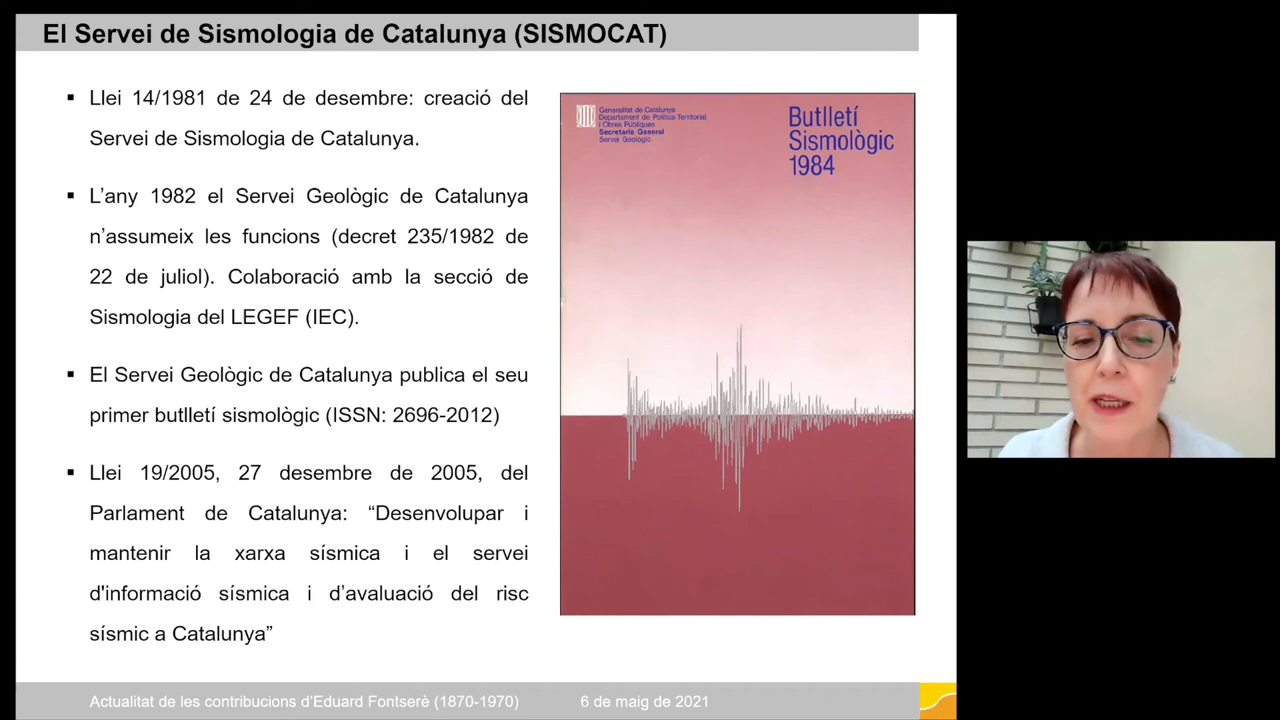 El Servei de Sismologia de Catalunya (SISMOCAT)
▪ Llei 14/1981 de 24 de desembre: creació del
Servei de Sismologia de Catalunya.
▪ L’any 1982 el Servei Geològic de Catalunya
n’assumeix les funcions (decret 235/1982 de
22 de juliol). Colaboració amb la secció de
Sismologia del LEGEF (IEC).
▪ El Servei Geològic de Catalunya publica el seu
primer butlletí sismològic (ISSN: 2696-2012)
▪ Llei 19/2005, 27 desembre de 2005, del
Parlament de Catalunya: “Desenvolupar i
mantenir la xarxa sísmica i el servei
d'informació sísmica i d’avaluació del risc
sísmic a Catalunya”
Generalitat de Catalunya
Departament de Política Territorial
i Obres Públiques
Secretaria General
Servei Geològic
Butlletí
Sismològic
1984
Actualitat de les contribucions d’Eduard Fontserè (1870-1970)
6 de maig de 2021